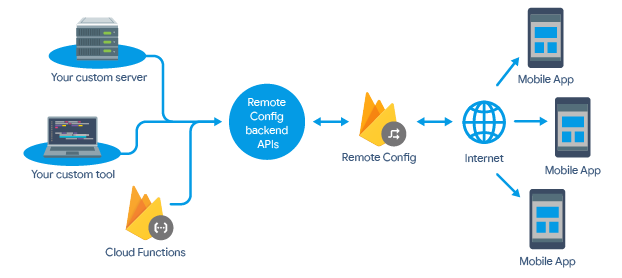 Your custom server
Your custom tool
Cloud Functions
Remote
Config
backend
APIs
Remote Config
Internet
Mobile App
Mobile App
Mobile App